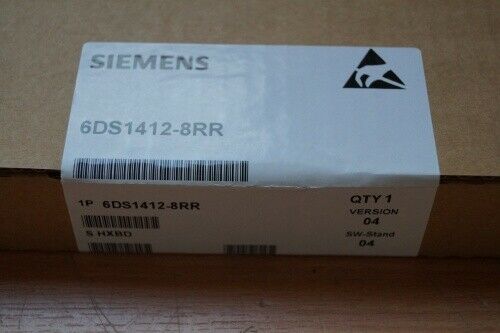 SIEMENS
6DS1412-8RR
1P 6DS1412-8RR
QTY 1
VERSION
04
S HXBO
SW-Stand
04